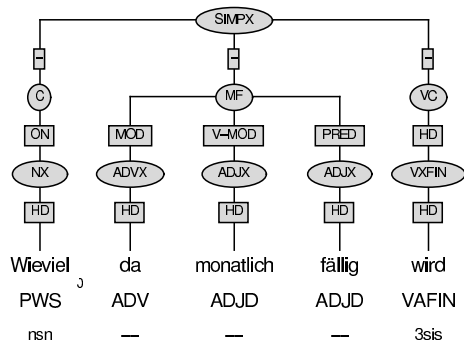 SIMPX
– – –
C MF VC
ON MOD V–MOD PRED HD
NX ADVX ADJX ADJX VXFIN
HD HD HD HD HD
Wieviel da monatlich fällig wird
0
PWS ADV ADJD ADJD VAFIN
nsn –– –– –– 3sis